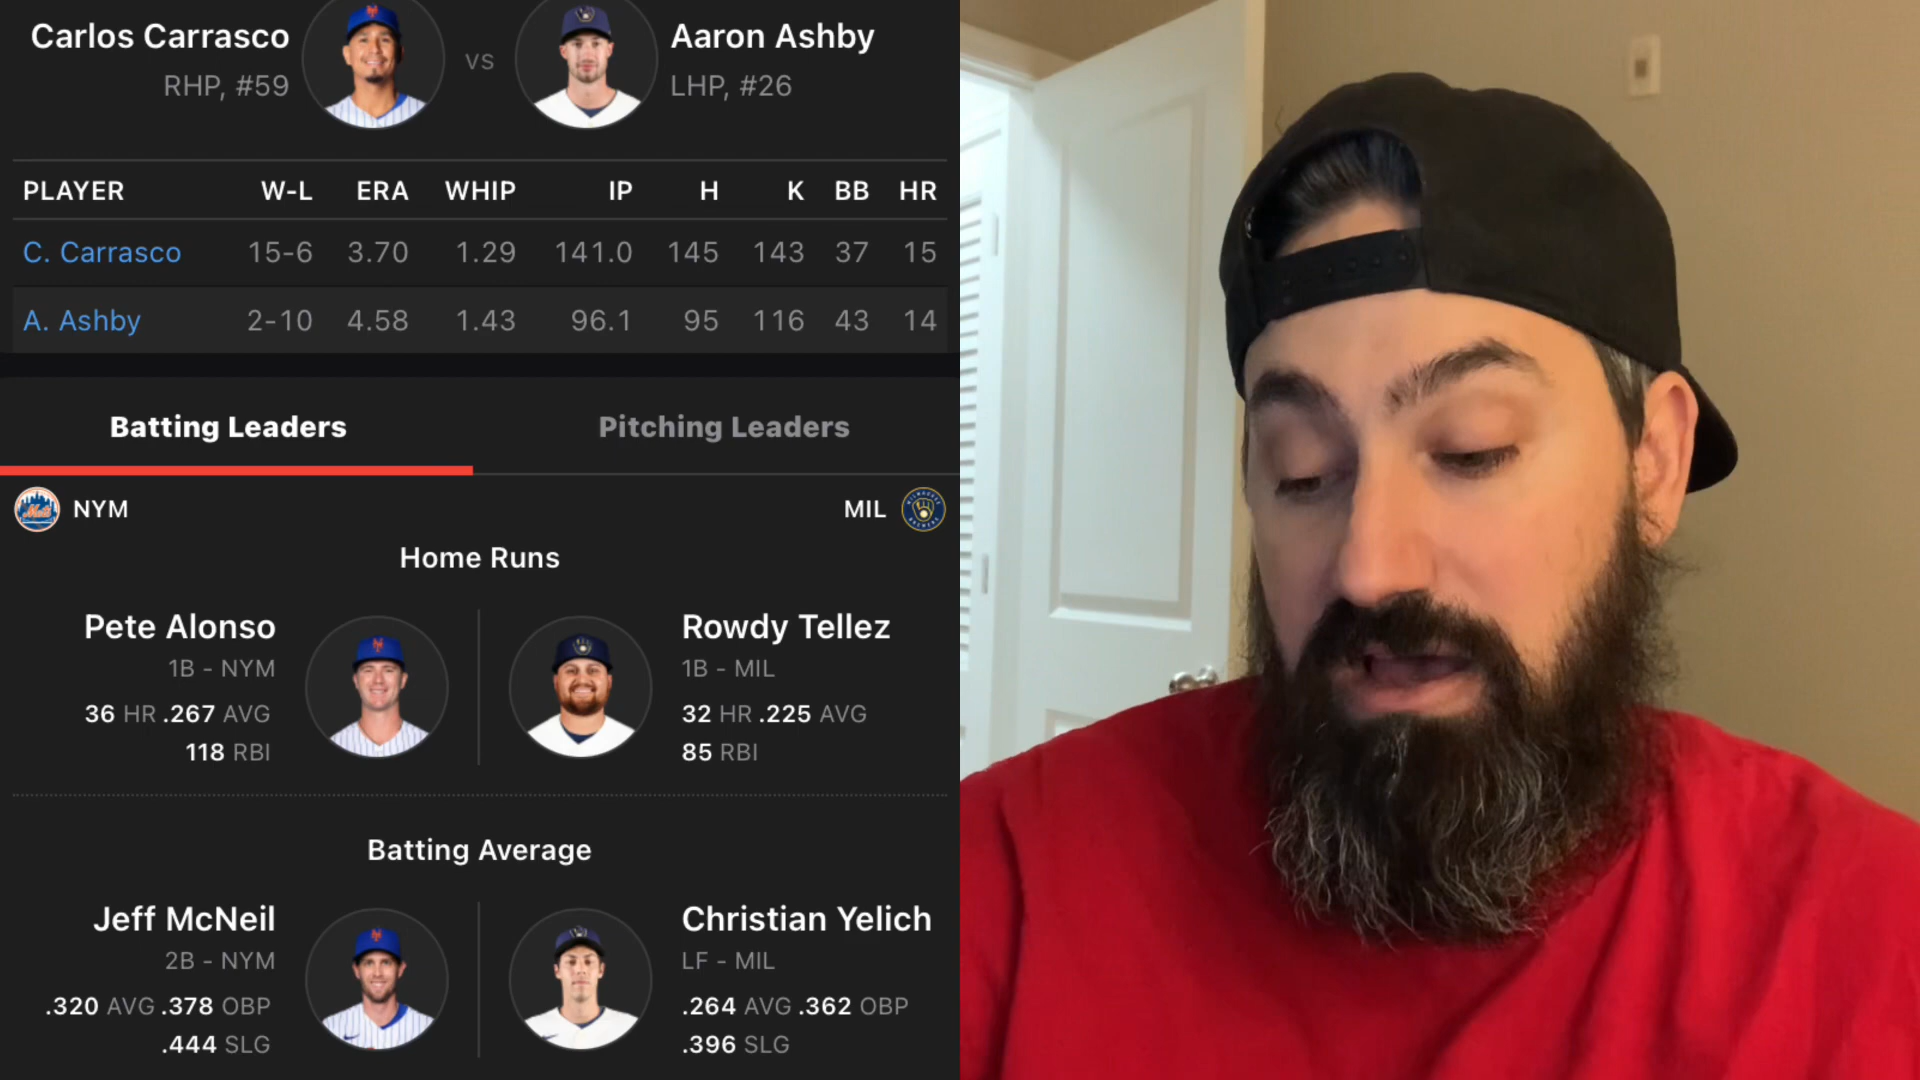 Carlos Carrasco vs Aaron Ashby
RHP, #59 LHP, #26
PLAYER W-L ERA WHIP IP H K BB HR
C. Carrasco 15-6 3.70 1.29 141.0 145 143 37 15
A. Ashby 2-10 4.58 1.43 96.1 95 116 43 14
Batting Leaders Pitching Leaders
Mets NYM MIL
Home Runs
Pete Alonso Rowdy Tellez
1B - NYM 1B - MIL
36 HR .267 AVG 32 HR .225 AVG
118 RBI 85 RBI
Batting Average
Jeff McNeil Christian Yelich
2B - NYM LF - MIL
.320 AVG .378 OBP .264 AVG .362 OBP
.444 SLG .396 SLG